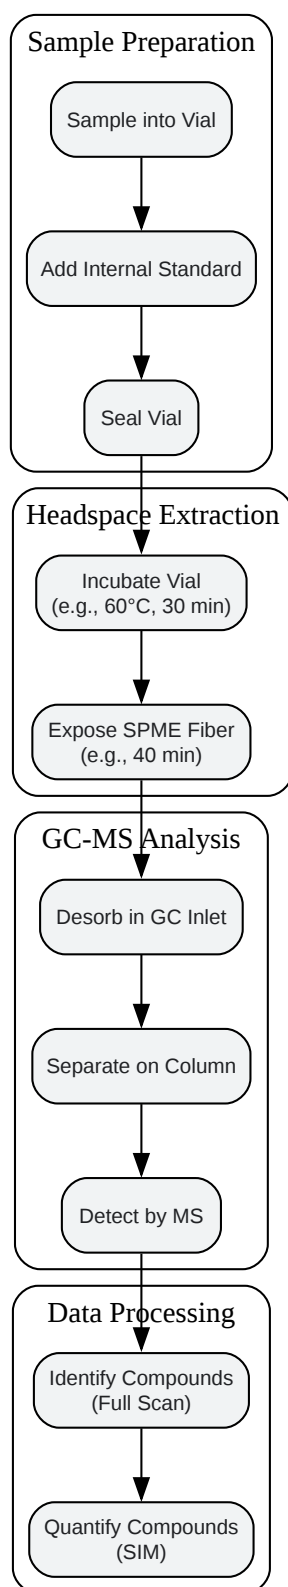 Sample Preparation
Sample into Vial
Add Internal Standard
Seal Vial
Headspace Extraction
Incubate Vial
(e.g., 60°C, 30 min)
Expose SPME Fiber
(e.g., 40 min)
GC-MS Analysis
Desorb in GC Inlet
Separate on Column
Detect by MS
Data Processing
Identify Compounds
(Full Scan)
Quantify Compounds
(SIM)